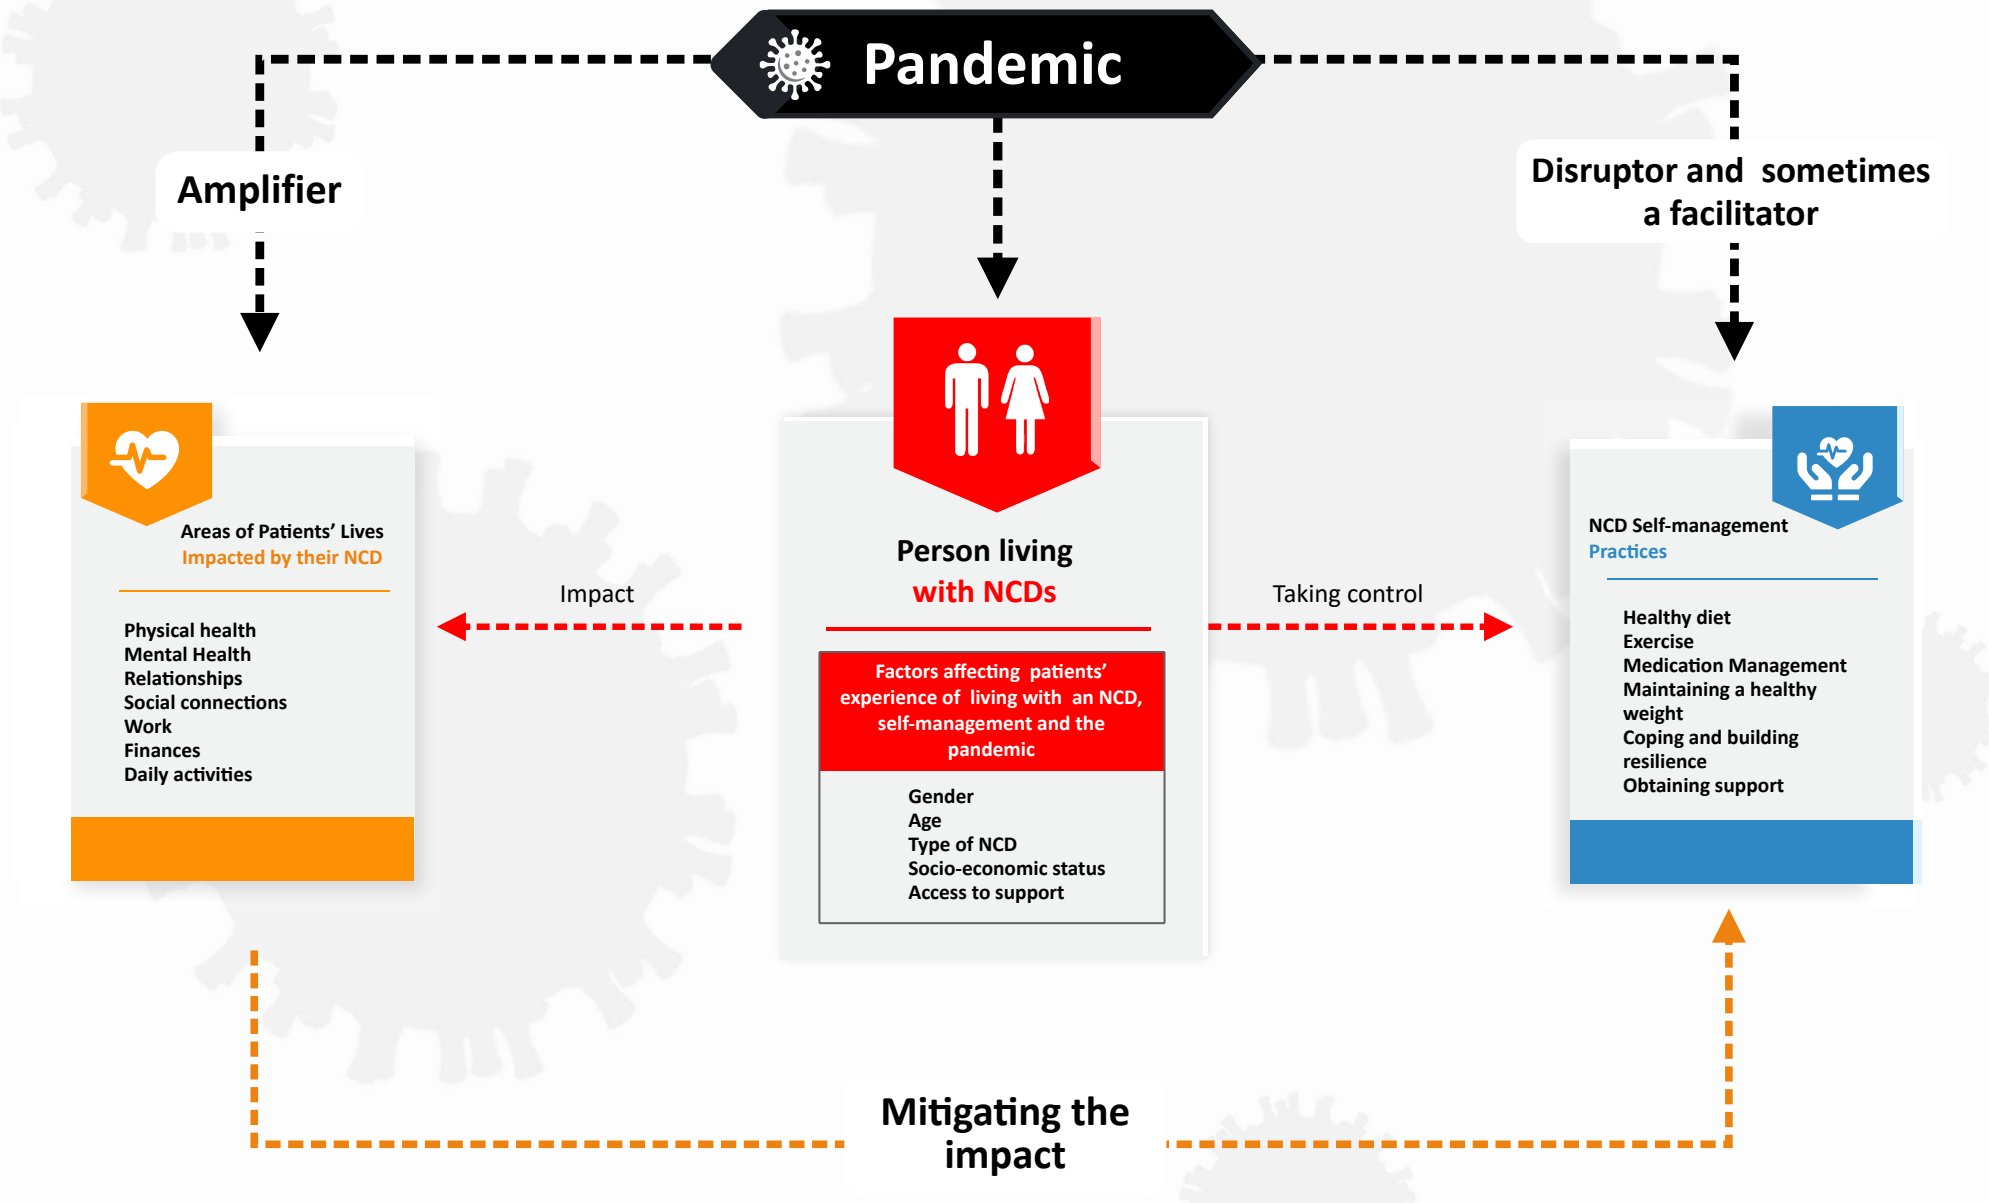 Pandemic
Amplifier
Disruptor and sometimes
a facilitator
Areas of Patients’ Lives
Impacted by their NCD
Physical health
Mental Health
Relationships
Social connections
Work
Finances
Daily activities
Impact
Person living
with NCDs
Factors affecting patients’
experience of living with an NCD,
self-management and the
pandemic
Gender
Age
Type of NCD
Socio-economic status
Access to support
Taking control
NCD Self-management
Practices
Healthy diet
Exercise
Medication Management
Maintaining a healthy
weight
Coping and building
resilience
Obtaining support
Mitigating the
impact